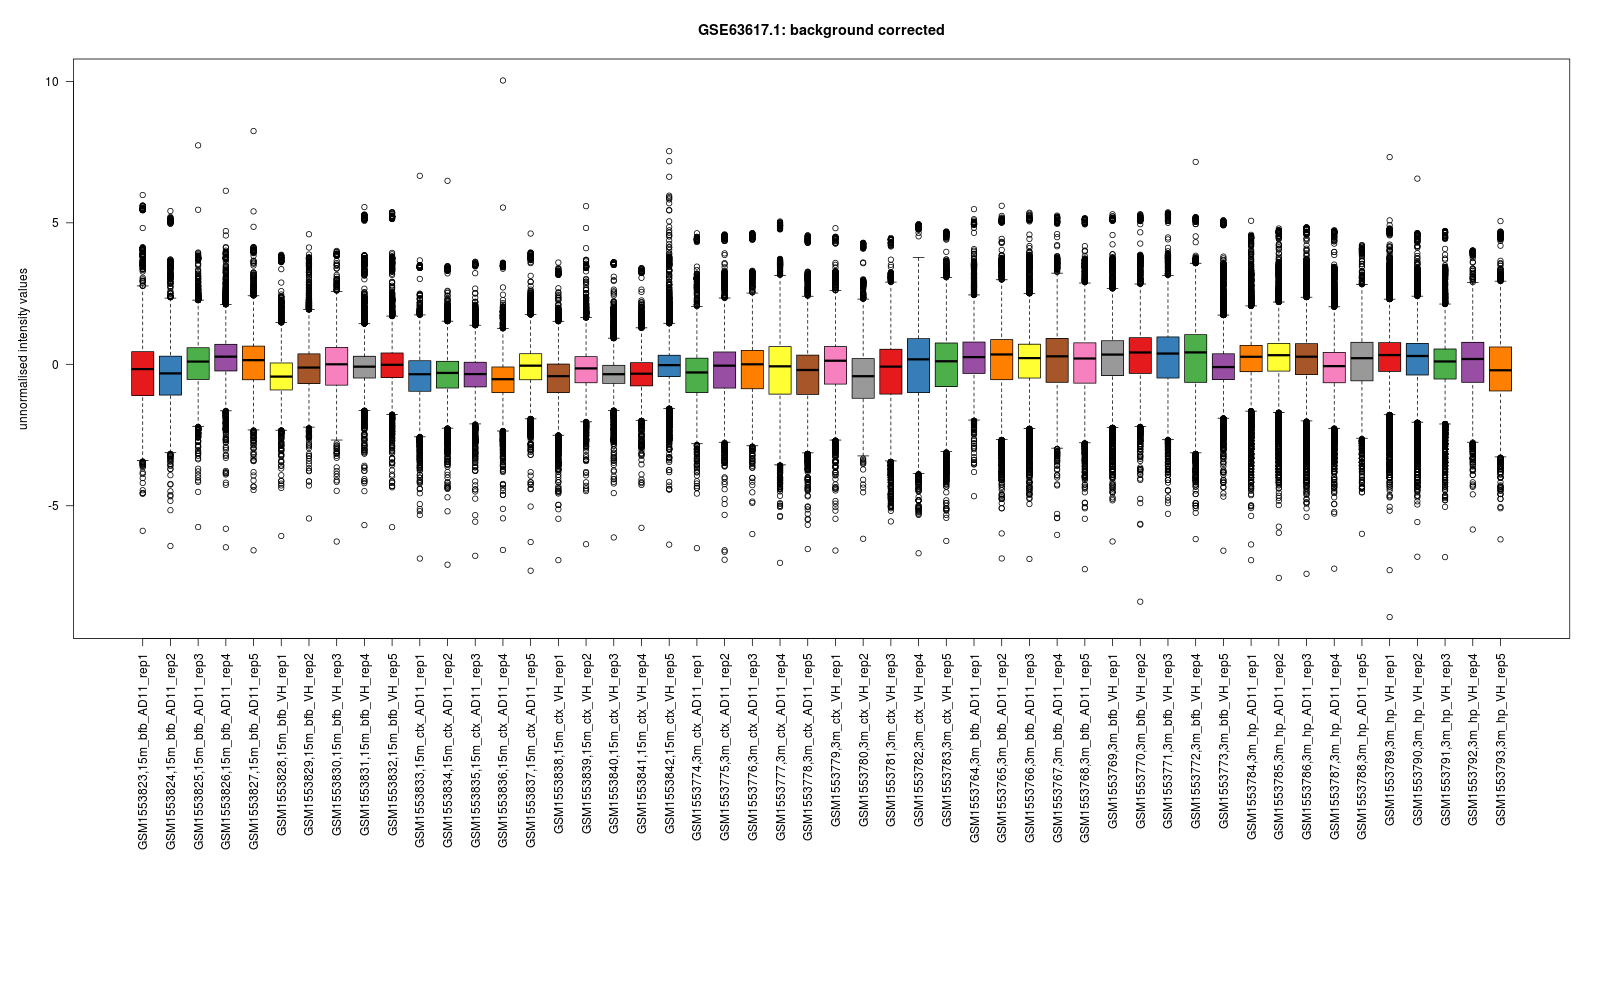 GSE63617.1: background corrected
unnormalised intensity values
10
5
0
-5
GSM1553823,15m_bfb_AD11_rep1
GSM1553824,15m_bfb_AD11_rep2
GSM1553825,15m_bfb_AD11_rep3
GSM1553826,15m_bfb_AD11_rep4
GSM1553827,15m_bfb_AD11_rep5
GSM1553828,15m_bfb_VH_rep1
GSM1553829,15m_bfb_VH_rep2
GSM1553830,15m_bfb_VH_rep3
GSM1553831,15m_bfb_VH_rep4
GSM1553832,15m_bfb_VH_rep5
GSM1553833,15m_ctx_AD11_rep1
GSM1553834,15m_ctx_AD11_rep2
GSM1553835,15m_ctx_AD11_rep3
GSM1553836,15m_ctx_AD11_rep4
GSM1553837,15m_ctx_AD11_rep5
GSM1553838,15m_ctx_VH_rep1
GSM1553839,15m_ctx_VH_rep2
GSM1553840,15m_ctx_VH_rep3
GSM1553841,15m_ctx_VH_rep4
GSM1553842,15m_ctx_VH_rep5
GSM1553774,3m_ctx_AD11_rep1
GSM1553775,3m_ctx_AD11_rep2
GSM1553776,3m_ctx_AD11_rep3
GSM1553777,3m_ctx_AD11_rep4
GSM1553778,3m_ctx_AD11_rep5
GSM1553779,3m_ctx_VH_rep1
GSM1553780,3m_ctx_VH_rep2
GSM1553781,3m_ctx_VH_rep3
GSM1553782,3m_ctx_VH_rep4
GSM1553783,3m_ctx_VH_rep5
GSM1553764,3m_bfb_AD11_rep1
GSM1553765,3m_bfb_AD11_rep2
GSM1553766,3m_bfb_AD11_rep3
GSM1553767,3m_bfb_AD11_rep4
GSM1553768,3m_bfb_AD11_rep5
GSM1553769,3m_bfb_VH_rep1
GSM1553770,3m_bfb_VH_rep2
GSM1553771,3m_bfb_VH_rep3
GSM1553772,3m_bfb_VH_rep4
GSM1553773,3m_bfb_VH_rep5
GSM1553784,3m_hp_AD11_rep1
GSM1553785,3m_hp_AD11_rep2
GSM1553786,3m_hp_AD11_rep3
GSM1553787,3m_hp_AD11_rep4
GSM1553788,3m_hp_AD11_rep5
GSM1553789,3m_hp_VH_rep1
GSM1553790,3m_hp_VH_rep2
GSM1553791,3m_hp_VH_rep3
GSM1553792,3m_hp_VH_rep4
GSM1553793,3m_hp_VH_rep5